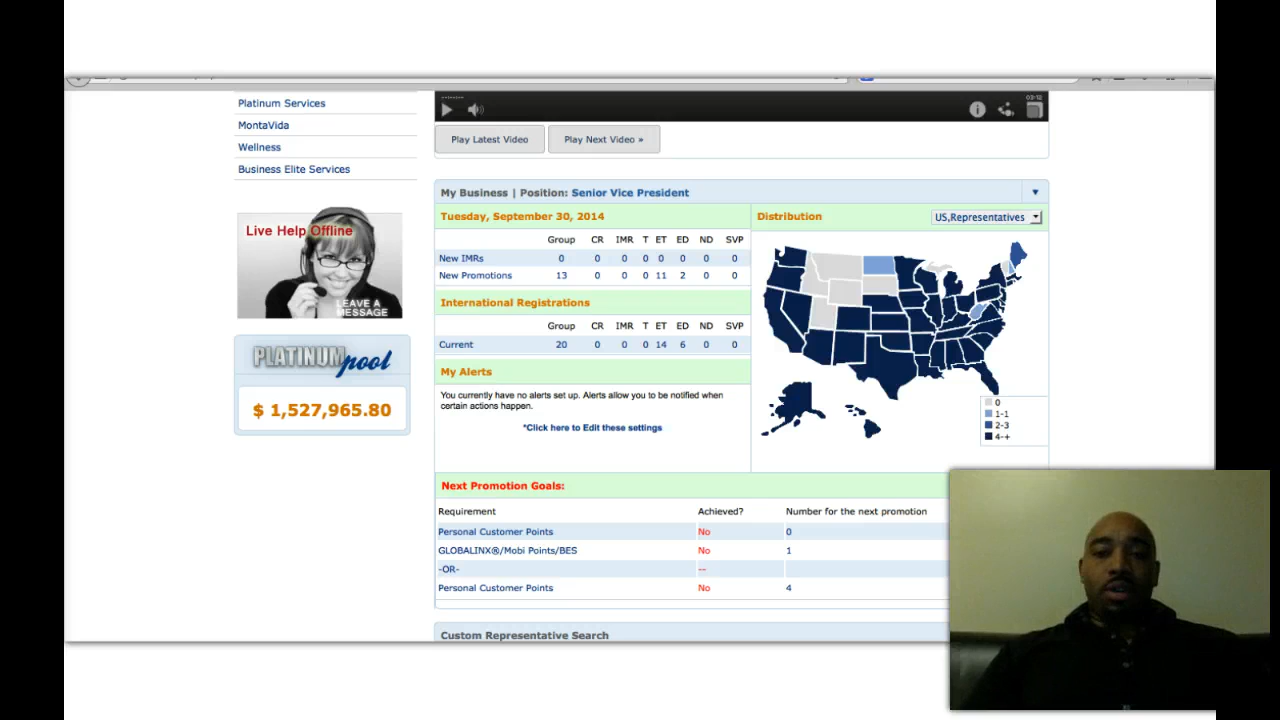 Platinum Services
MontaVida
Wellness
Business Elite Services
Live Help Offline
LEAVE A
MESSAGE
PLATINUM pool
$ 1,527,965.80
03:12
Play Latest Video
Play Next Video »
My Business | Position: Senior Vice President
Tuesday, September 30, 2014
Group CR IMR T ET ED ND SVP
New IMRs 0 0 0 0 0 0 0 0
New Promotions 13 0 0 0 11 2 0 0
International Registrations
Group CR IMR T ET ED ND SVP
Current 20 0 0 0 14 6 0 0
My Alerts
You currently have no alerts set up. Alerts allow you to be notified when
certain actions happen.
*Click here to Edit these settings
Distribution
US,Representatives
0
1-1
2-3
4-+
Next Promotion Goals:
Requirement Achieved? Number for the next promotion
Personal Customer Points No 0
GLOBALINX®/Mobi Points/BES No 1
-OR- --
Personal Customer Points No 4
Custom Representative Search